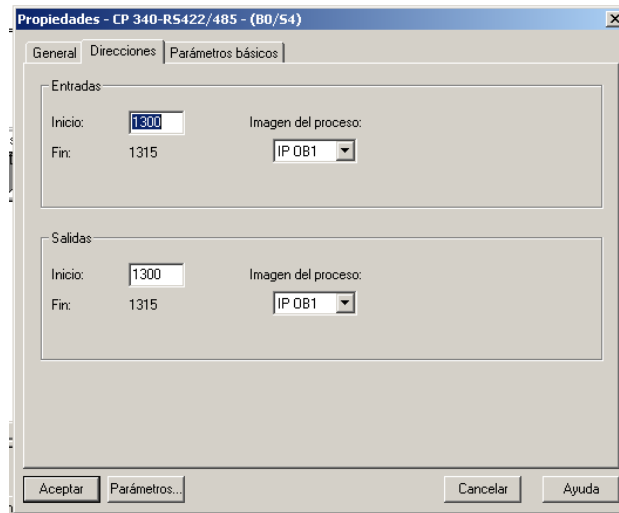 Propiedades - CP 340-RS422/485 - (B0/S4)
General Direcciones Parámetros básicos
Entradas
Inicio: 1300 Imagen del proceso:
Fin: 1315 IP OB1
Salidas
Inicio: 1300 Imagen del proceso:
Fin: 1315 IP OB1
Aceptar Parámetros... Cancelar Ayuda